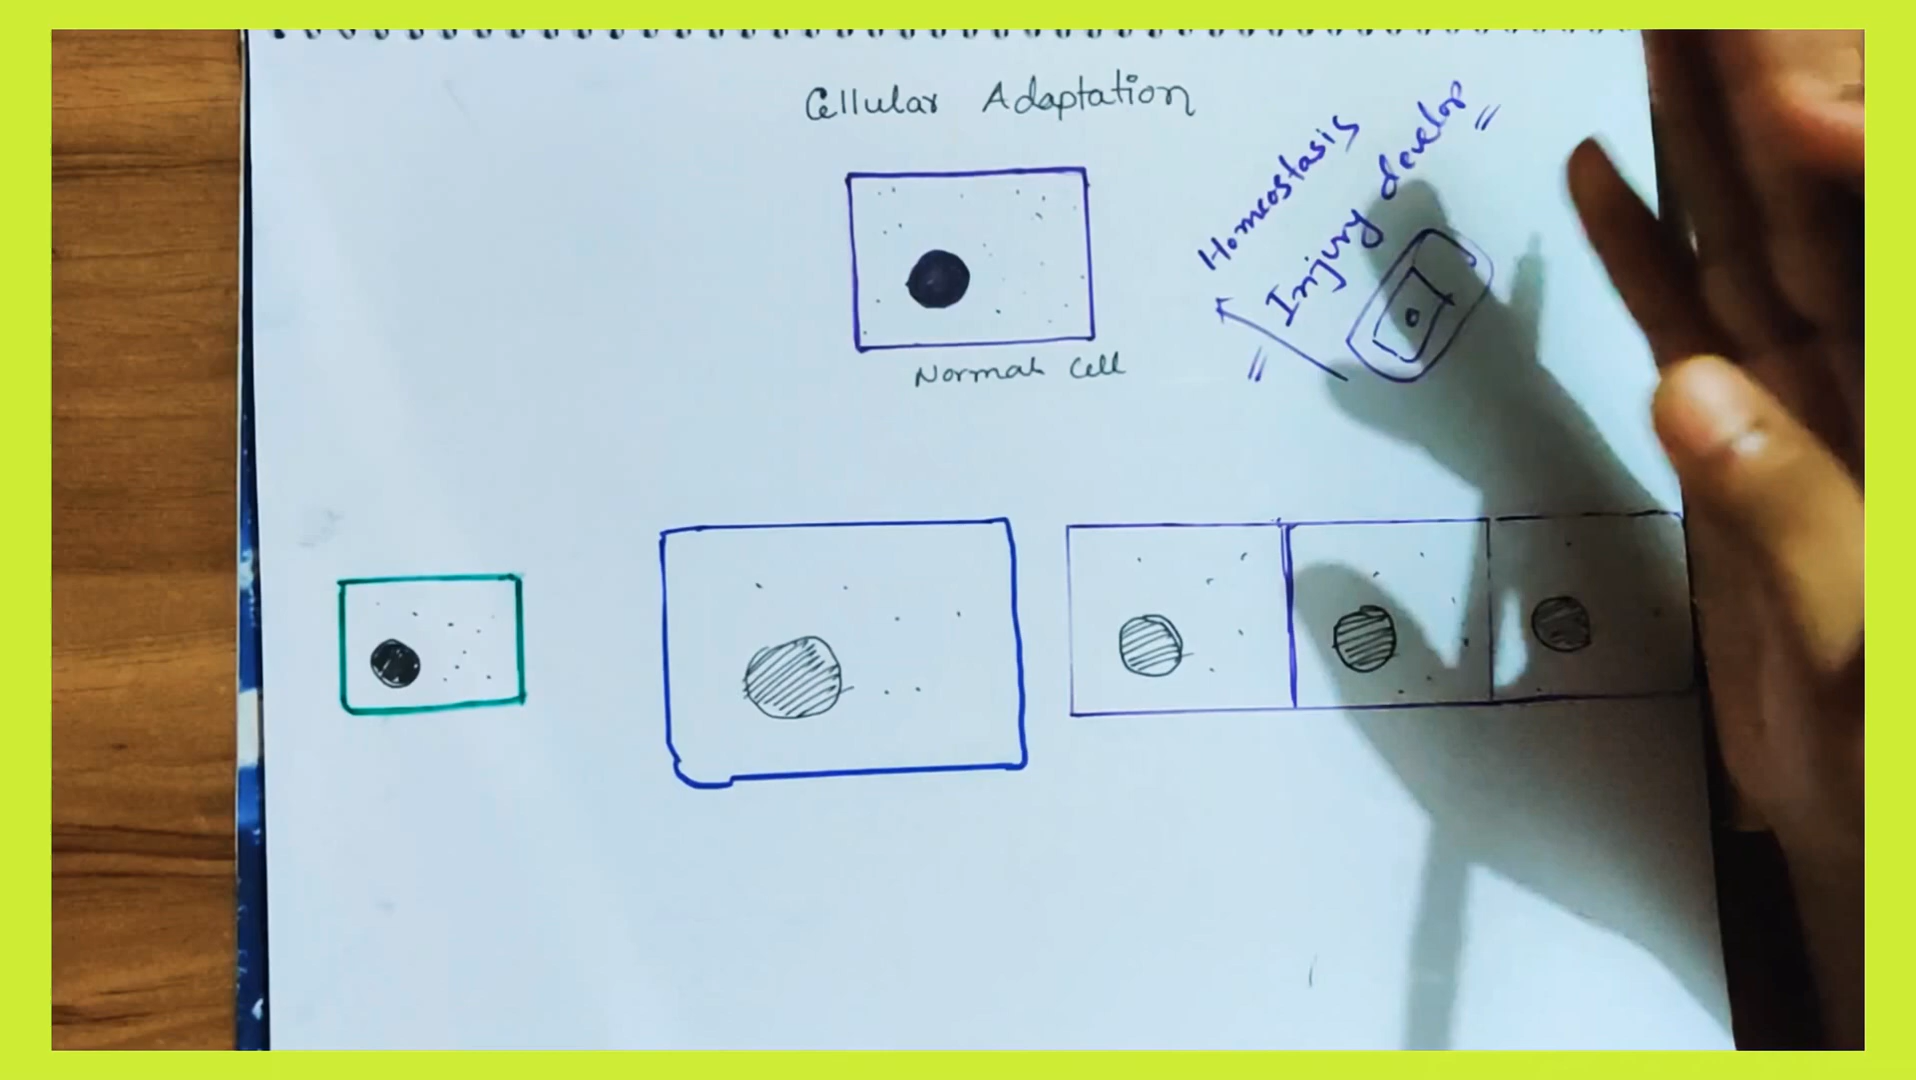 Cellular Adaptation
Homeostasis
Injury develop
Normal Cell